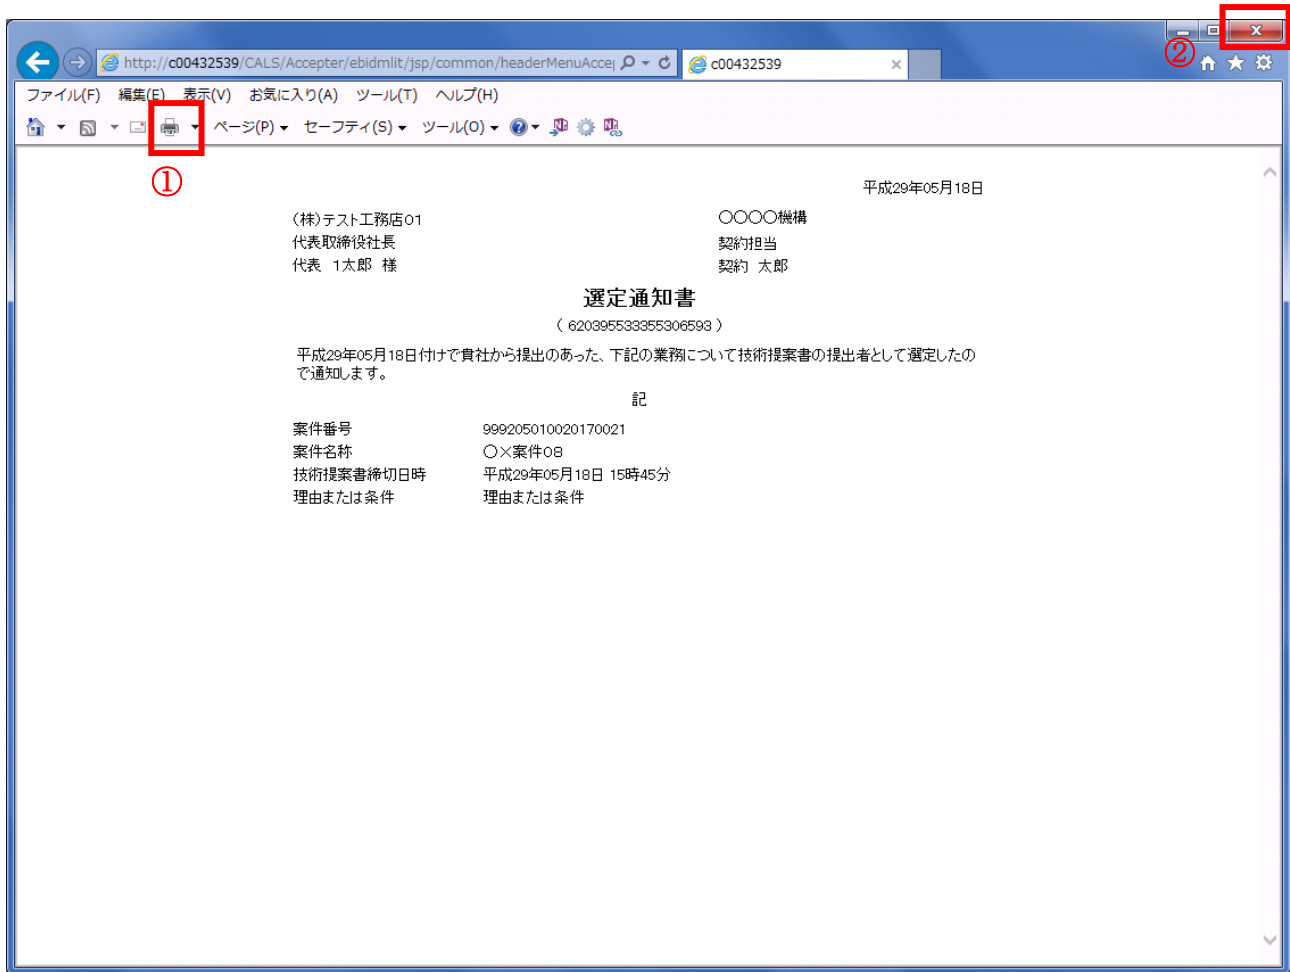 ②
http://c00432539/CALS/Accepter/ebidmlit/jsp/common/headerMenuAcce
c00432539
ファイル(F) 編集(E) 表示(V) お気に入り(A) ツール(T) ヘルプ(H)
ページ(P) セーフティ(S) ツール(O)
①
平成29年05月18日
(株)テスト工務店01
〇〇〇〇機構
代表取締役社長
契約担当
代表 1太郎 様
契約 太郎
選定通知書
( 620395533355306593 )
平成29年05月18日付けで貴社から提出のあった、下記の業務について技術提案書の提出者として選定したの
で通知します。
記
案件番号 999205010020170021
案件名称 〇×案件08
技術提案書締切日時 平成29年05月18日 15時45分
理由または条件 理由または条件